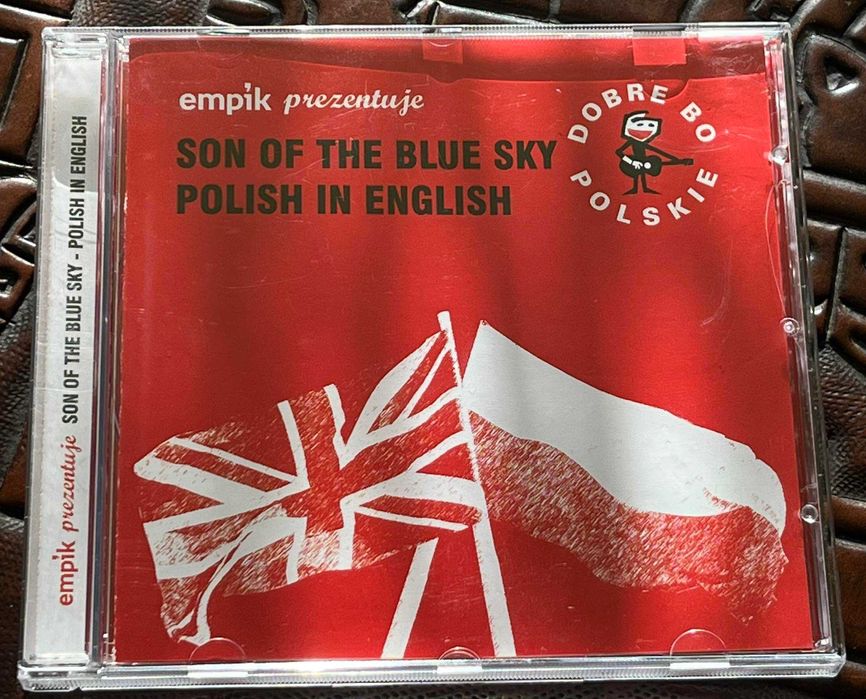 empik prezentuje
SON OF THE BLUE SKY
POLISH IN ENGLISH
DOBRE BO
POLSKIE
empik prezentuje SON OF THE BLUE SKY - POLISH IN ENGLISH